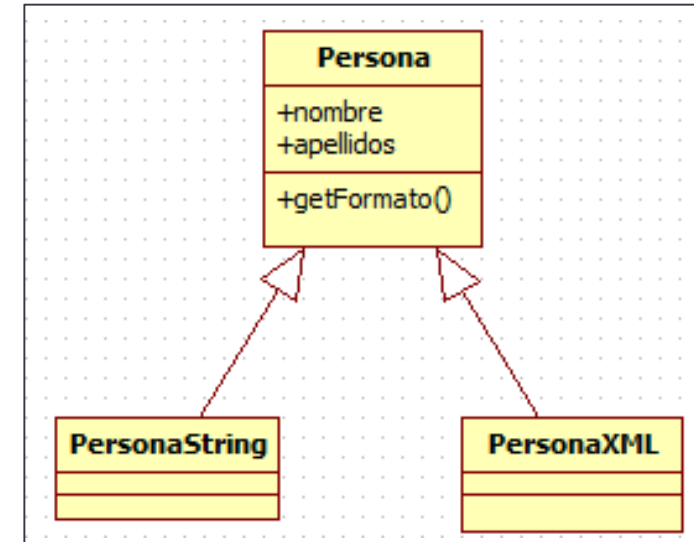 Persona
+nombre
+apellidos
+getFormato()
PersonaString
PersonaXML